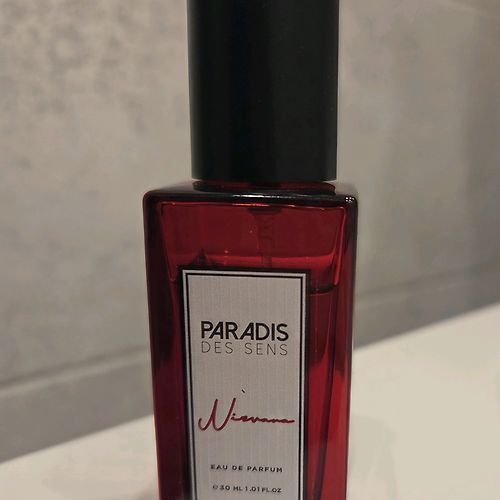 PARADIS
DES SENS
Nirvana
EAU DE PARFUM
℮30 ML 1.01 FL.OZ